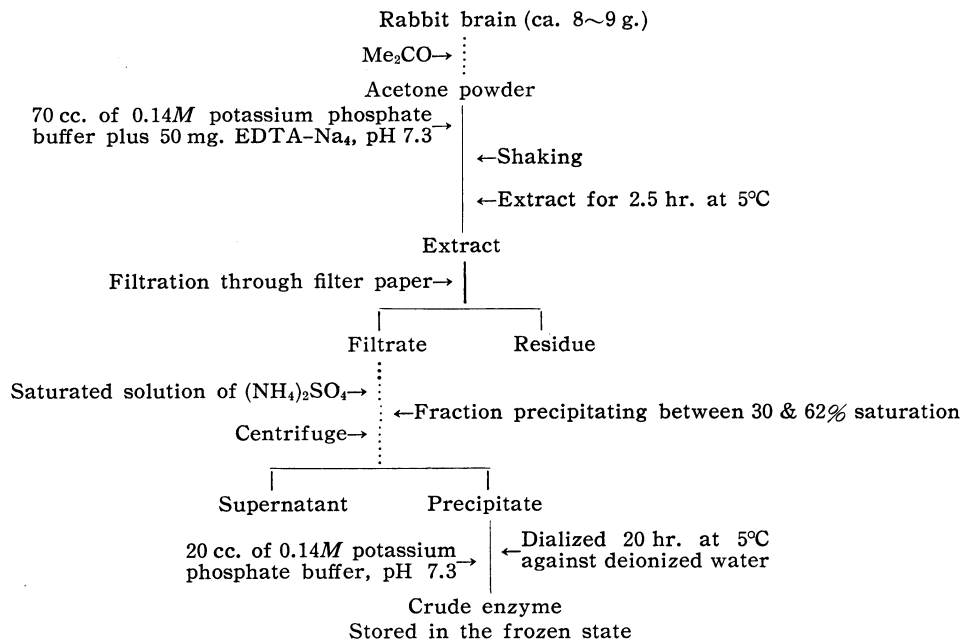 Rabbit brain (ca. 8~9 g.)
Me₂CO→
Acetone powder
70 cc. of 0.14M potassium phosphate
buffer plus 50 mg. EDTA-Na₄, pH 7.3→
←Shaking
←Extract for 2.5 hr. at 5°C
Extract
Filtration through filter paper→
Filtrate Residue
Saturated solution of (NH₄)₂SO₄→
←Fraction precipitating between 30 & 62% saturation
Centrifuge→
Supernatant Precipitate
20 cc. of 0.14M potassium
phosphate buffer, pH 7.3→
←Dialized 20 hr. at 5°C
against deionized water
Crude enzyme
Stored in the frozen state